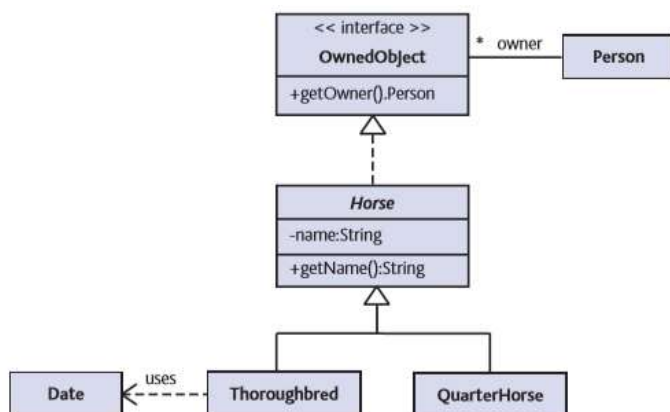 << interface >>
OwnedObject
+getOwner().Person
* owner
Person
Horse
-name:String
+getName():String
Date
uses
Thoroughbred
QuarterHorse